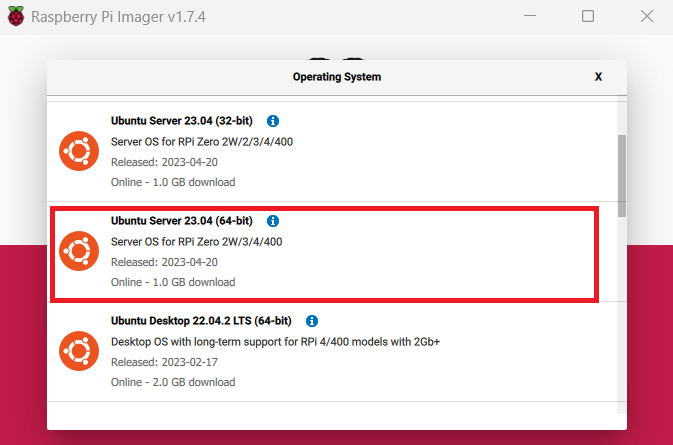 Raspberry Pi Imager v1.7.4
Operating System
X
Ubuntu Server 23.04 (32-bit)
Server OS for RPi Zero 2W/2/3/4/400
Released: 2023-04-20
Online - 1.0 GB download
Ubuntu Server 23.04 (64-bit)
Server OS for RPi Zero 2W/3/4/400
Released: 2023-04-20
Online - 1.0 GB download
Ubuntu Desktop 22.04.2 LTS (64-bit)
Desktop OS with long-term support for RPi 4/400 models with 2Gb+
Released: 2023-02-17
Online - 2.0 GB download